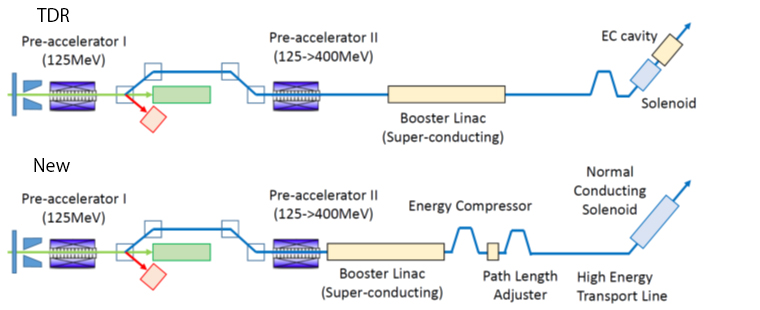 TDR
Pre-accelerator I
(125MeV)
Pre-accelerator II
(125->400MeV)
EC cavity
Solenoid
Booster Linac
(Super-conducting)
New
Pre-accelerator I
(125MeV)
Pre-accelerator II
(125->400MeV)
Energy Compressor
Normal
Conducting
Solenoid
Booster Linac
(Super-conducting)
Path Length
Adjuster
High Energy
Transport Line